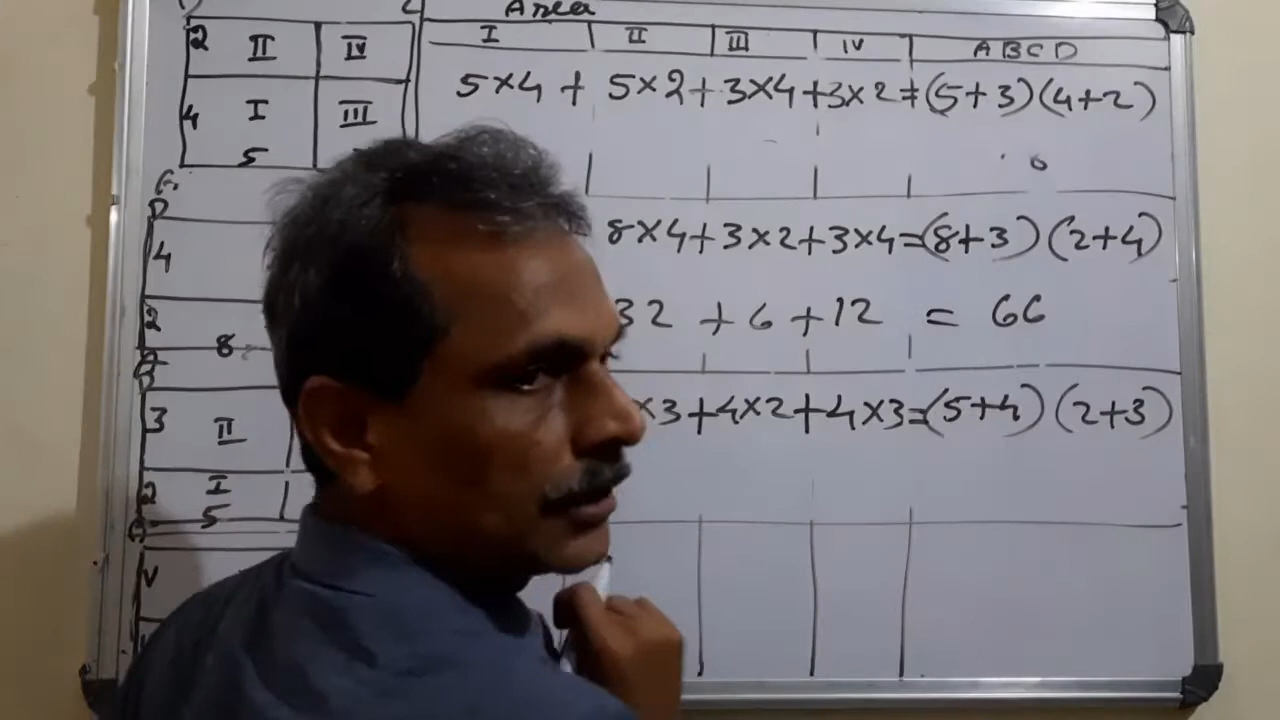 Area
2 II IV
I II III IV A B C D
4 I III
5×4 + 5×2 + 3×4 + 3×2 = (5+3)(4+2)
5
4
8×4 + 3×2 + 3×4 = (8+3)(2+4)
2
8
32 + 6 + 12 = 66
3 II
×3 + 4×2 + 4×3 = (5+4)(2+3)
2 I
5